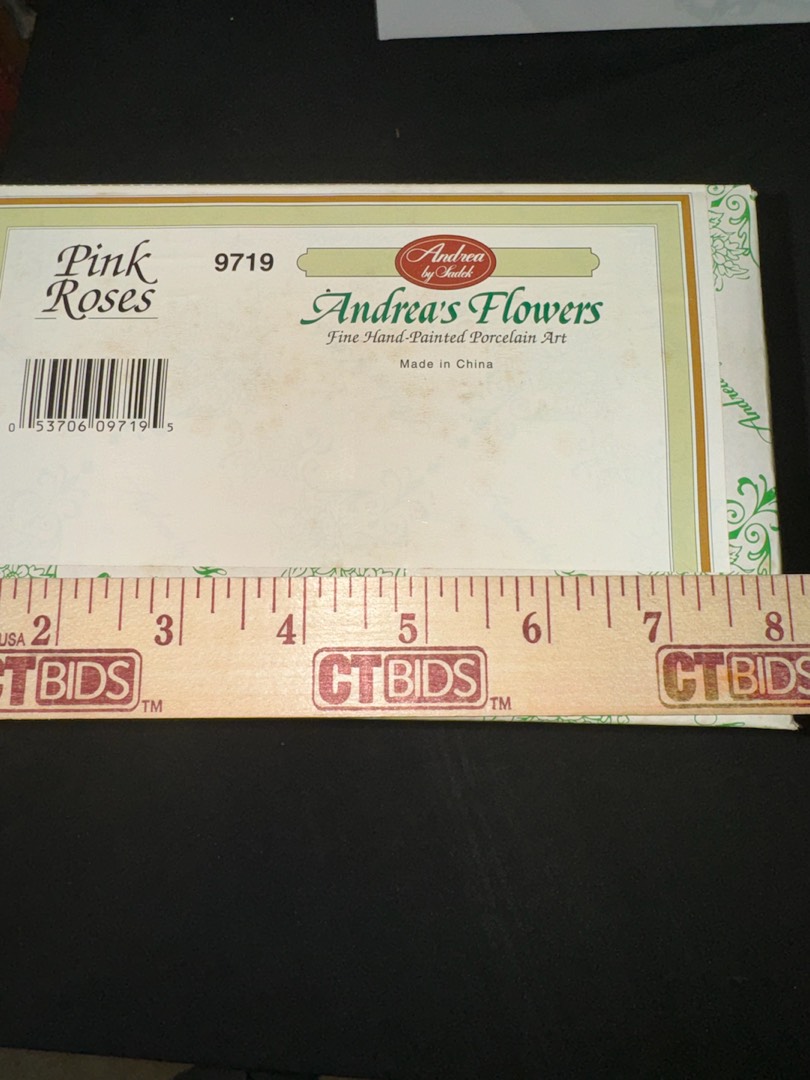 Pink
Roses
9719
Andrea
by Sadek
Andrea's Flowers
Fine Hand-Painted Porcelain Art
Made in China
0 53706 09719 5
Andrea
USA 2 3 4 5 6 7 8
CTBIDS TM CTBIDS TM CTBIDS